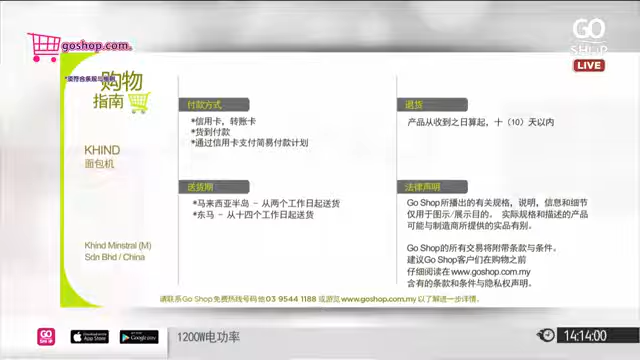 goshop.com.
GO
SHOP
LIVE
*须符合条规与细则
购物
指南
KHIND
面包机
Khind Minstral (M)
Sdn Bhd / China
付款方式
*信用卡，转账卡
*货到付款
*通过信用卡支付简易付款计划
退货
产品从收到之日算起，十（10）天以内
送货期
*马来西亚半岛 - 从两个工作日起送货
*东马 - 从十四个工作日起送货
法律声明
Go Shop所播出的有关规格，说明，信息和细节
仅用于图示/展示目的。 实际规格和描述的产品
可能与制造商所提供的实品有别。
Go Shop的所有交易将附带条款与条件。
建议Go Shop客户们在购物之前
仔细阅读在www.goshop.com.my
含有的条款和条件与隐私权声明。
请联系Go Shop免费热线号码他03 9544 1188 或游览www.goshop.com.my以了解进一步详情。
GO
SHOP
App Store
Google play
1200W电功率
14:14:00